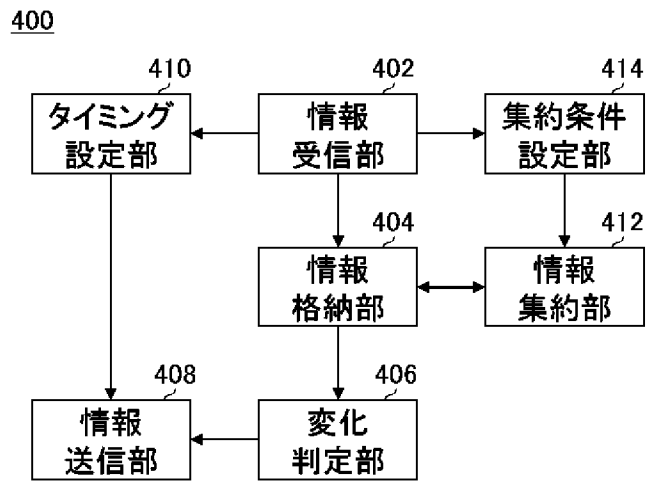 400
410
タイミング
設定部
402
情報
受信部
414
集約条件
設定部
404
情報
格納部
412
情報
集約部
408
情報
送信部
406
変化
判定部